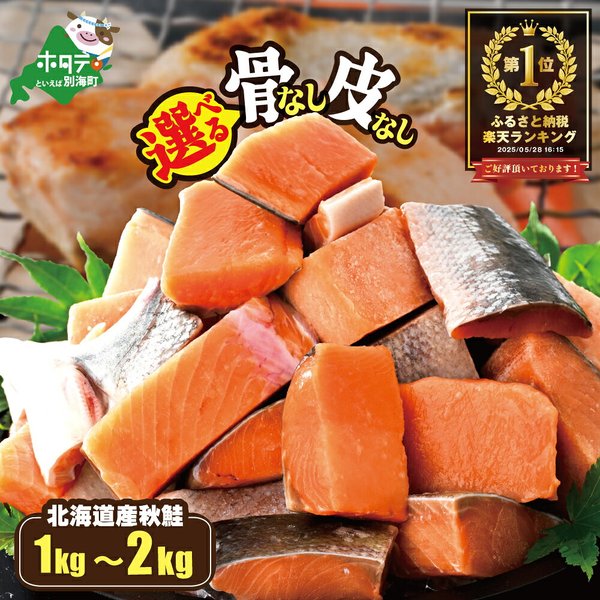 ホタテ
といえば別海町
選べる骨なし皮なし
第1位
ふるさと納税
楽天ランキング
2025/05/28 16:15
ご好評頂いております！
北海道産秋鮭
1kg～2kg